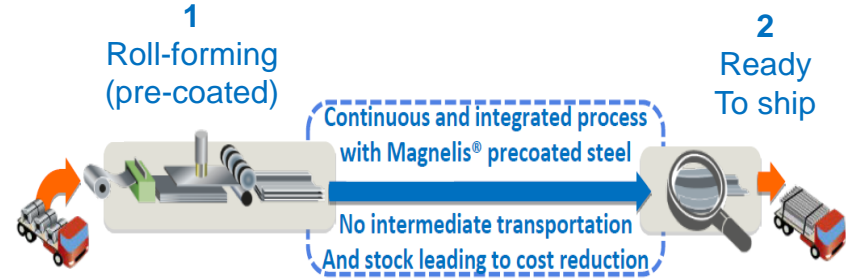 1
Roll-forming
(pre-coated)
Continuous and integrated process
with Magnelis® precoated steel
No intermediate transportation
And stock leading to cost reduction
2
Ready
To ship